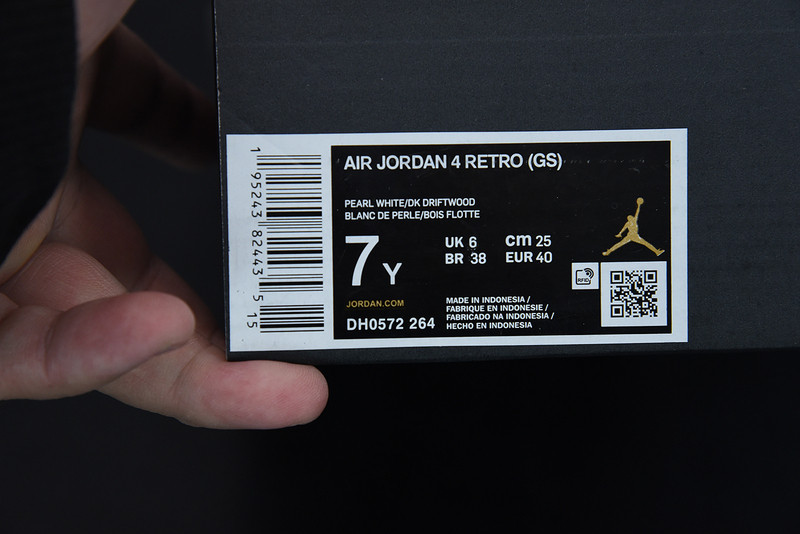 AIR JORDAN 4 RETRO (GS)
PEARL WHITE/DK DRIFTWOOD
BLANC DE PERLE/BOIS FLOTTE
7 Y
UK 6 cm 25
BR 38 EUR 40
JORDAN.COM
DH0572 264
MADE IN INDONESIA /
FABRIQUE EN INDONESIE /
FABRICADO NA INDONESIA /
HECHO EN INDONESIA
RFID
1 95243 82443 5 15